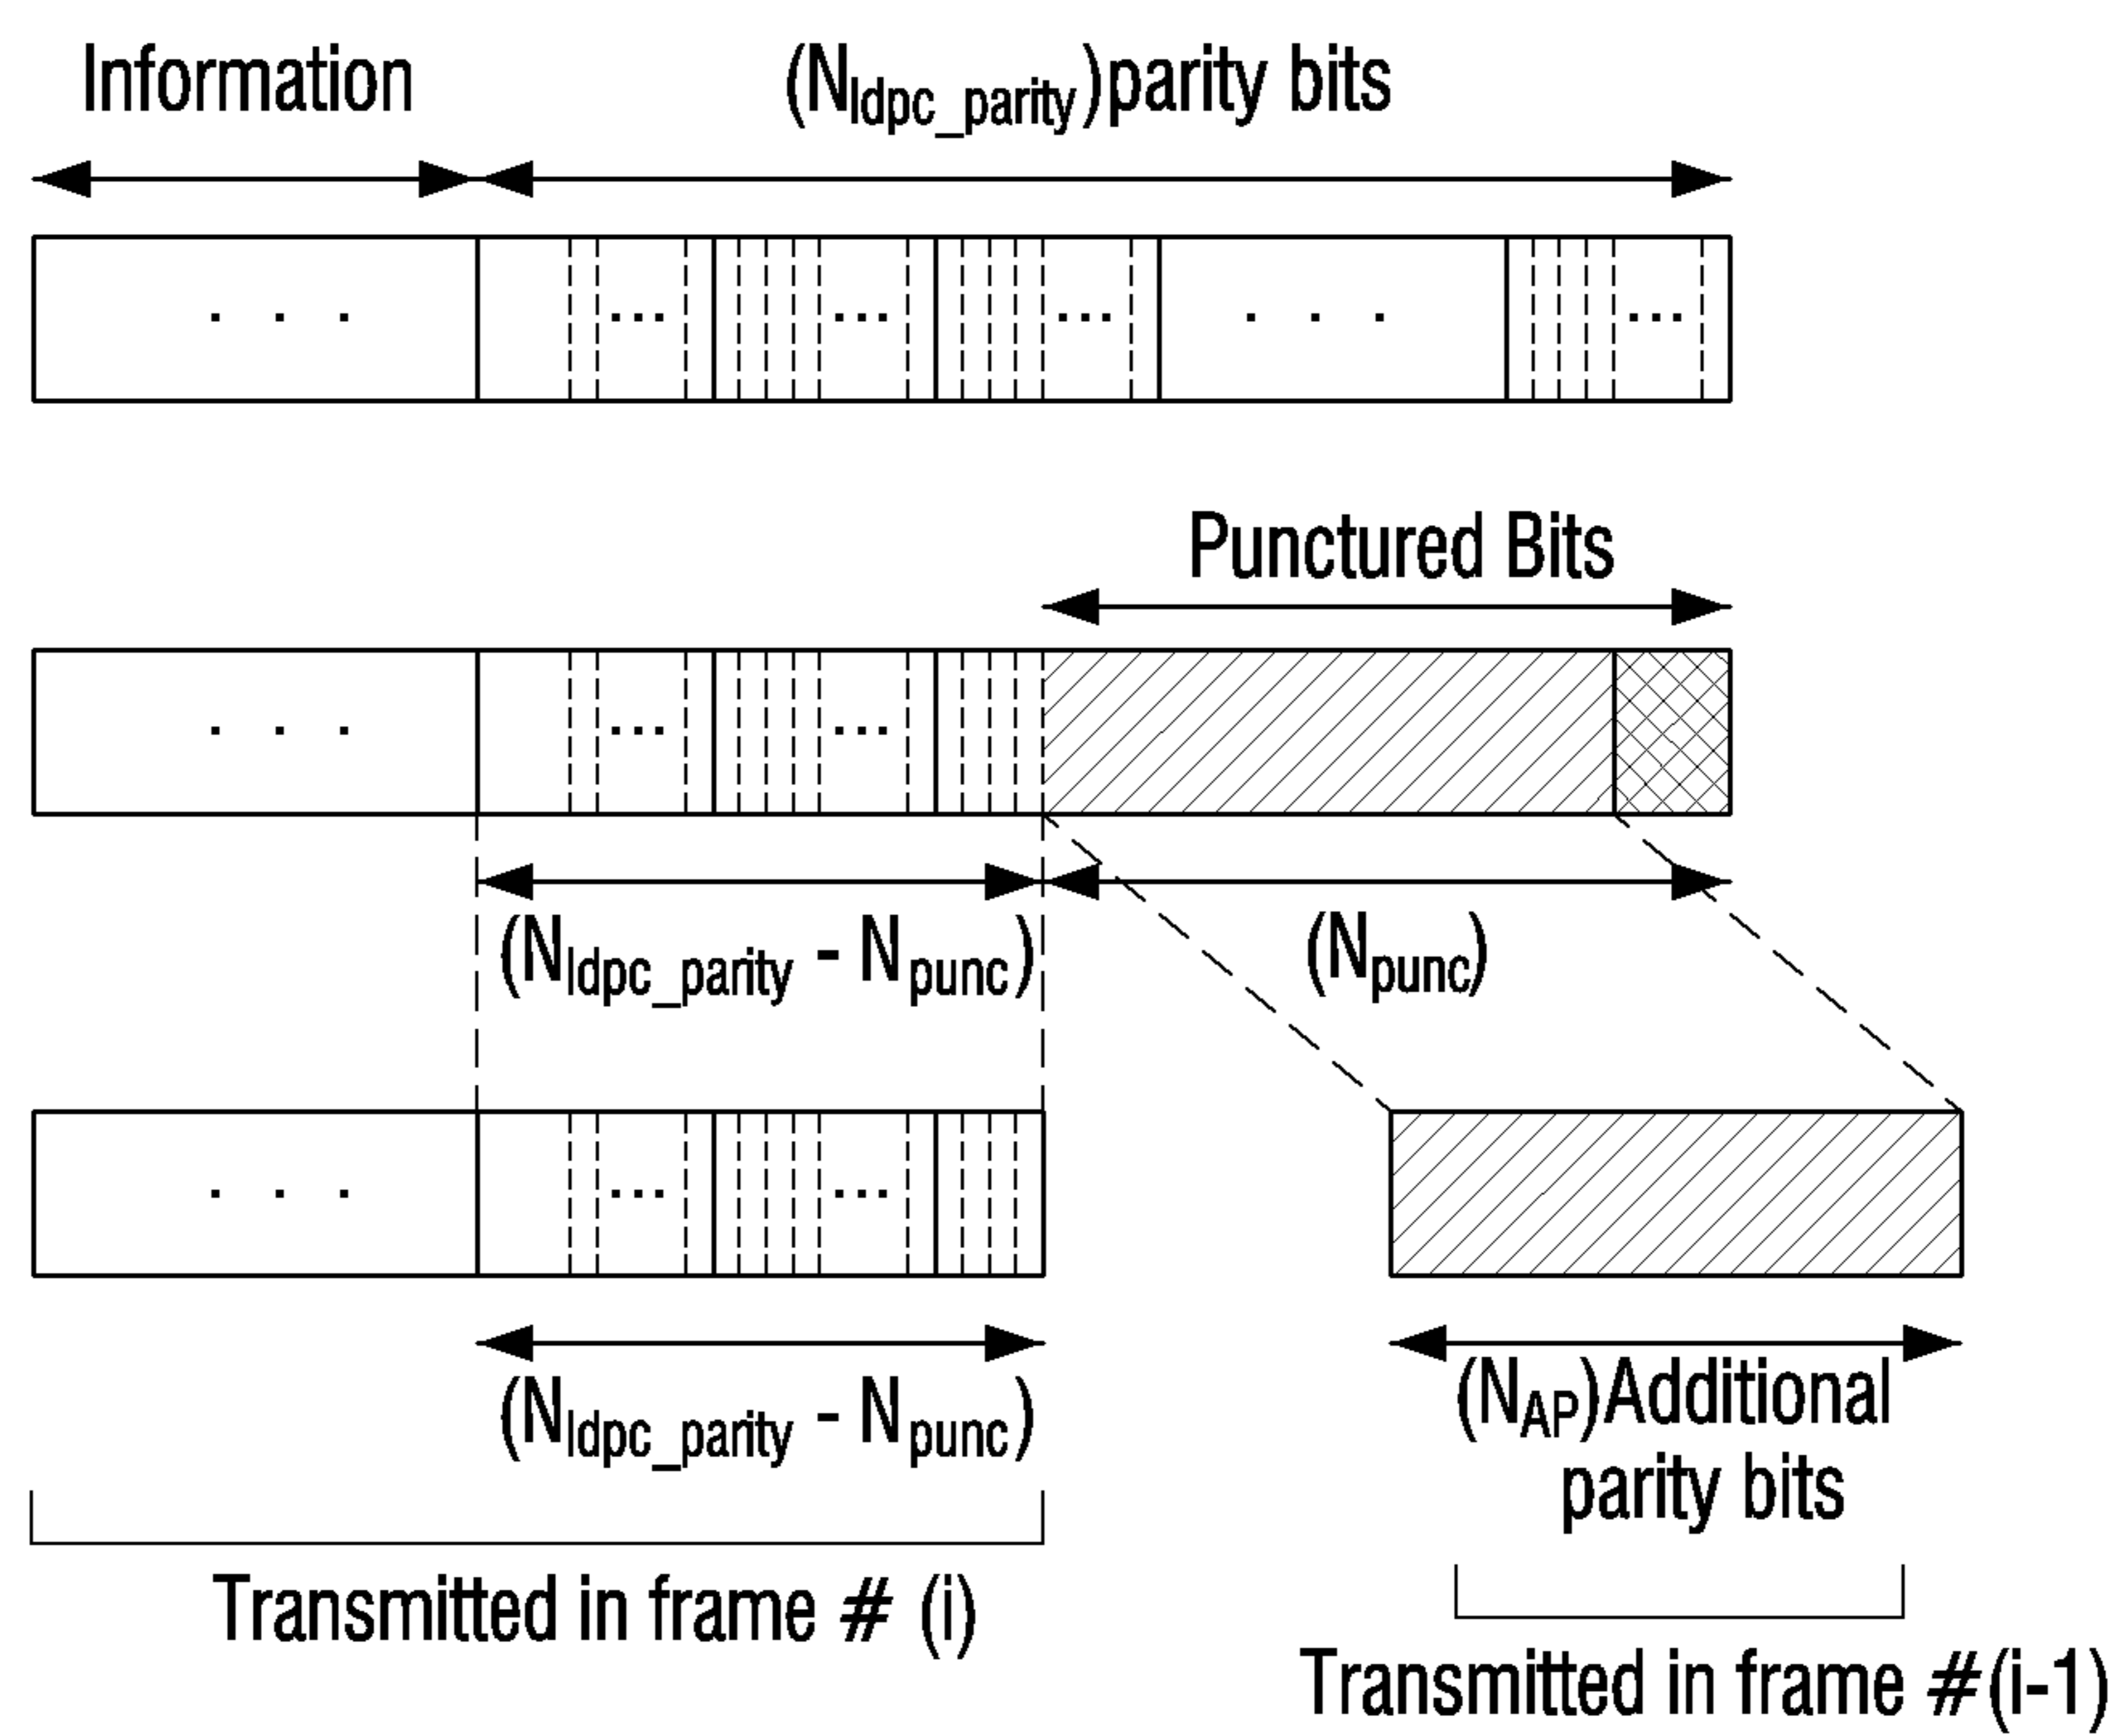 Information
(Nldpc_parity)parity bits
. . .
...
...
...
. . .
...
Punctured Bits
. . .
...
...
(Nldpc_parity - Npunc)
(Npunc)
. . .
...
...
(Nldpc_parity - Npunc)
(NAP)Additional
parity bits
Transmitted in frame # (i)
Transmitted in frame #(i-1)